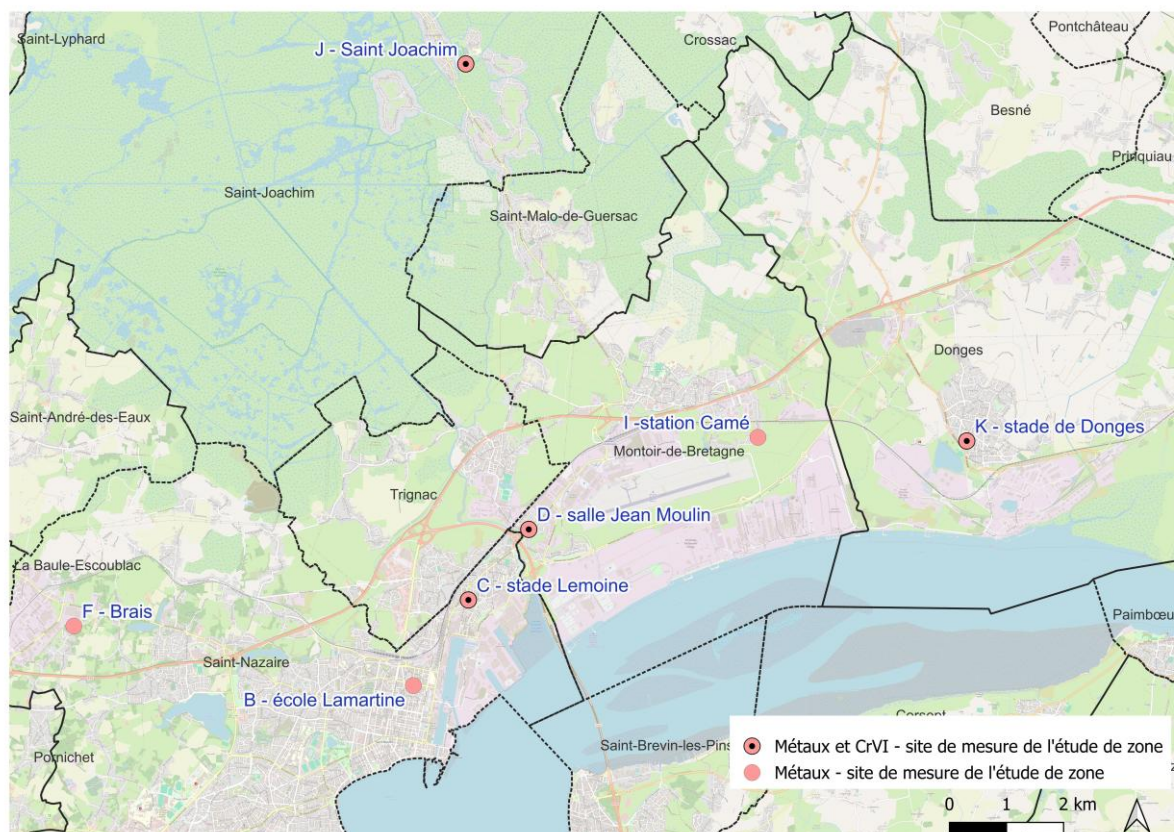 Saint-Lyphard
J - Saint Joachim
Crossac
Pontchâteau
Besné
Prinquiau
Saint-Joachim
Saint-Malo-de-Guersac
Donges
Saint-André-des-Eaux
I -station Camé
K - stade de Donges
Montoir-de-Bretagne
Trignac
D - salle Jean Moulin
La Baule-Escoublac
C - stade Lemoine
F - Brais
Paimbœu
Saint-Nazaire
B - école Lamartine
Corsept
Pornichet
Saint-Brevin-les-Pins
Métaux et CrVI - site de mesure de l'étude de zone
Métaux - site de mesure de l'étude de zone
0 1 2 km